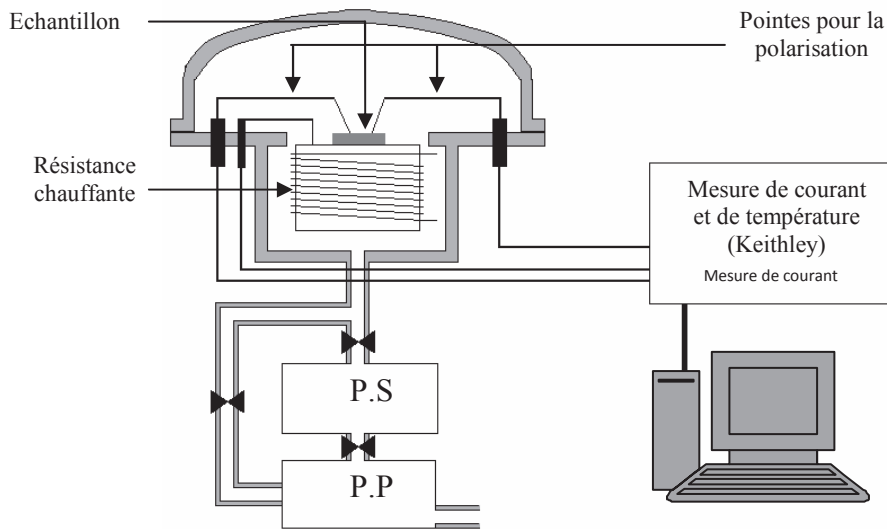 Echantillon
Pointes pour la
polarisation
Résistance
chauffante
Mesure de courant
et de température
(Keithley)
Mesure de courant
P.S
P.P